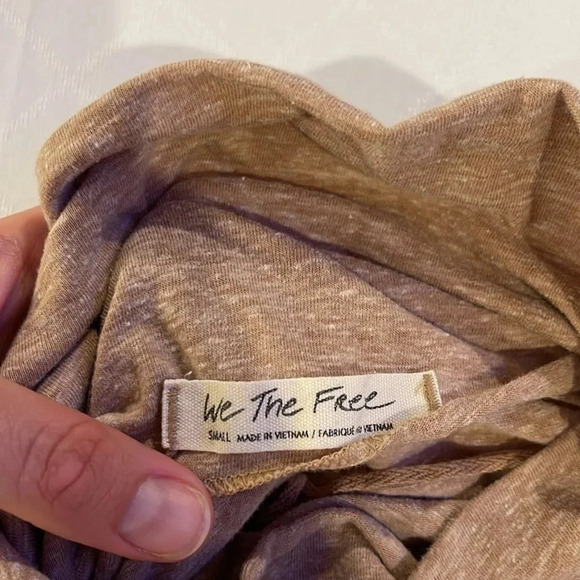 We The Free
SMALL MADE IN VIETNAM / FABRIQUÉ AU VIETNAM